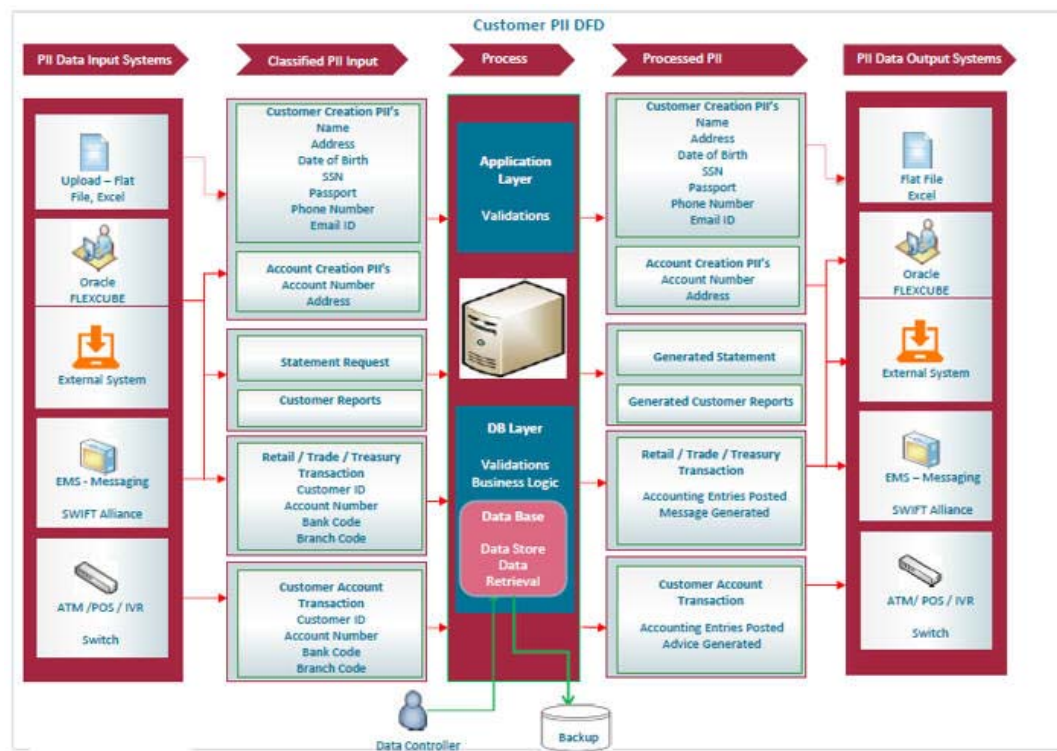 Customer PII DFD
PII Data Input Systems
Classified PII Input
Process
Processed PII
PII Data Output Systems
Upload – Flat
File, Excel
Oracle
FLEXCUBE
External System
EMS - Messaging
SWIFT Alliance
ATM /POS / IVR
Switch
Customer Creation PII's
Name
Address
Date of Birth
SSN
Passport
Phone Number
Email ID
Account Creation PII's
Account Number
Address
Statement Request
Customer Reports
Retail / Trade / Treasury
Transaction
Customer ID
Account Number
Bank Code
Branch Code
Customer Account
Transaction
Customer ID
Account Number
Bank Code
Branch Code
Application
Layer
Validations
DB Layer
Validations
Business Logic
Data Base
Data Store
Data
Retrieval
Customer Creation PII's
Name
Address
Date of Birth
SSN
Passport
Phone Number
Email ID
Account Creation PII's
Account Number
Address
Generated Statement
Generated Customer Reports
Retail / Trade / Treasury
Transaction
Accounting Entries Posted
Message Generated
Customer Account
Transaction
Accounting Entries Posted
Advice Generated
Flat File
Excel
Oracle
FLEXCUBE
External System
EMS – Messaging
SWIFT Alliance
ATM/ POS / IVR
Switch
Data Controller
Backup